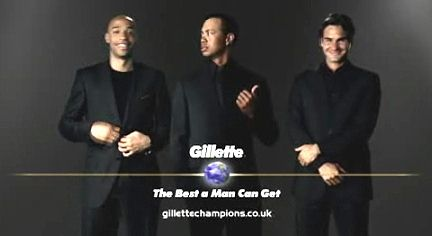 Gillette
The Best a Man Can Get
gillettechampions.co.uk